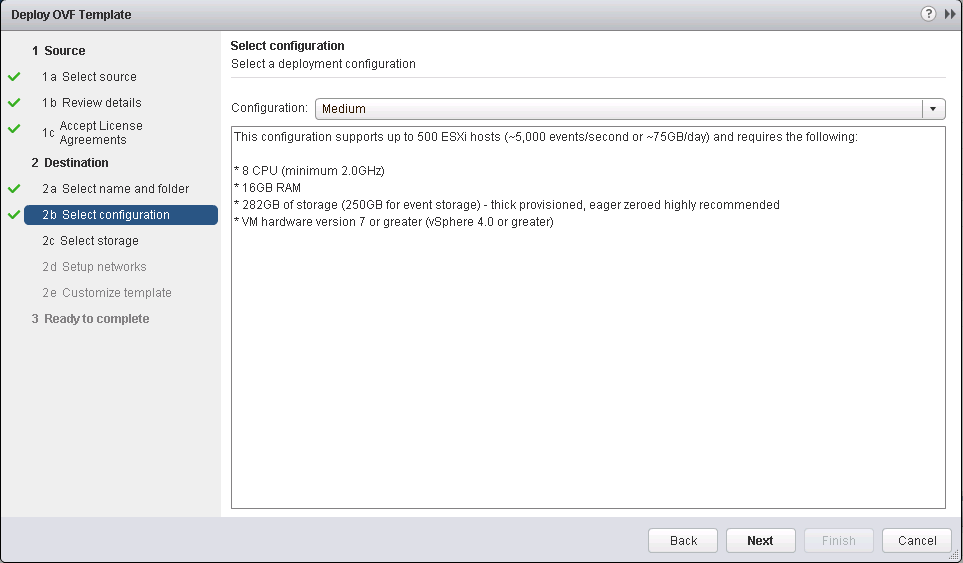 Deploy OVF Template
1 Source
1a Select source
1b Review details
1c Accept License
Agreements
2 Destination
2a Select name and folder
2b Select configuration
2c Select storage
2d Setup networks
2e Customize template
3 Ready to complete
Select configuration
Select a deployment configuration
Configuration: Medium
This configuration supports up to 500 ESXi hosts (~5,000 events/second or ~75GB/day) and requires the following:
* 8 CPU (minimum 2.0GHz)
* 16GB RAM
* 282GB of storage (250GB for event storage) - thick provisioned, eager zeroed highly recommended
* VM hardware version 7 or greater (vSphere 4.0 or greater)
Back Next Finish Cancel